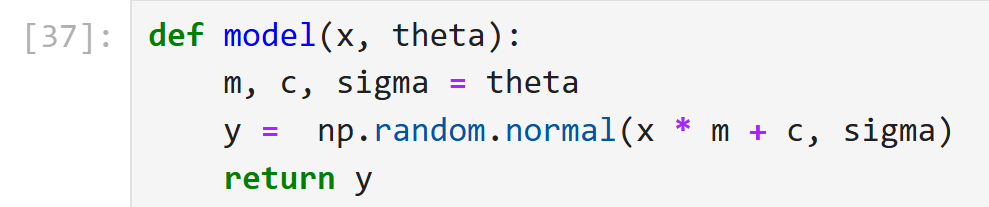 [37]: def model(x, theta):
    m, c, sigma = theta
    y =  np.random.normal(x * m + c, sigma)
    return y